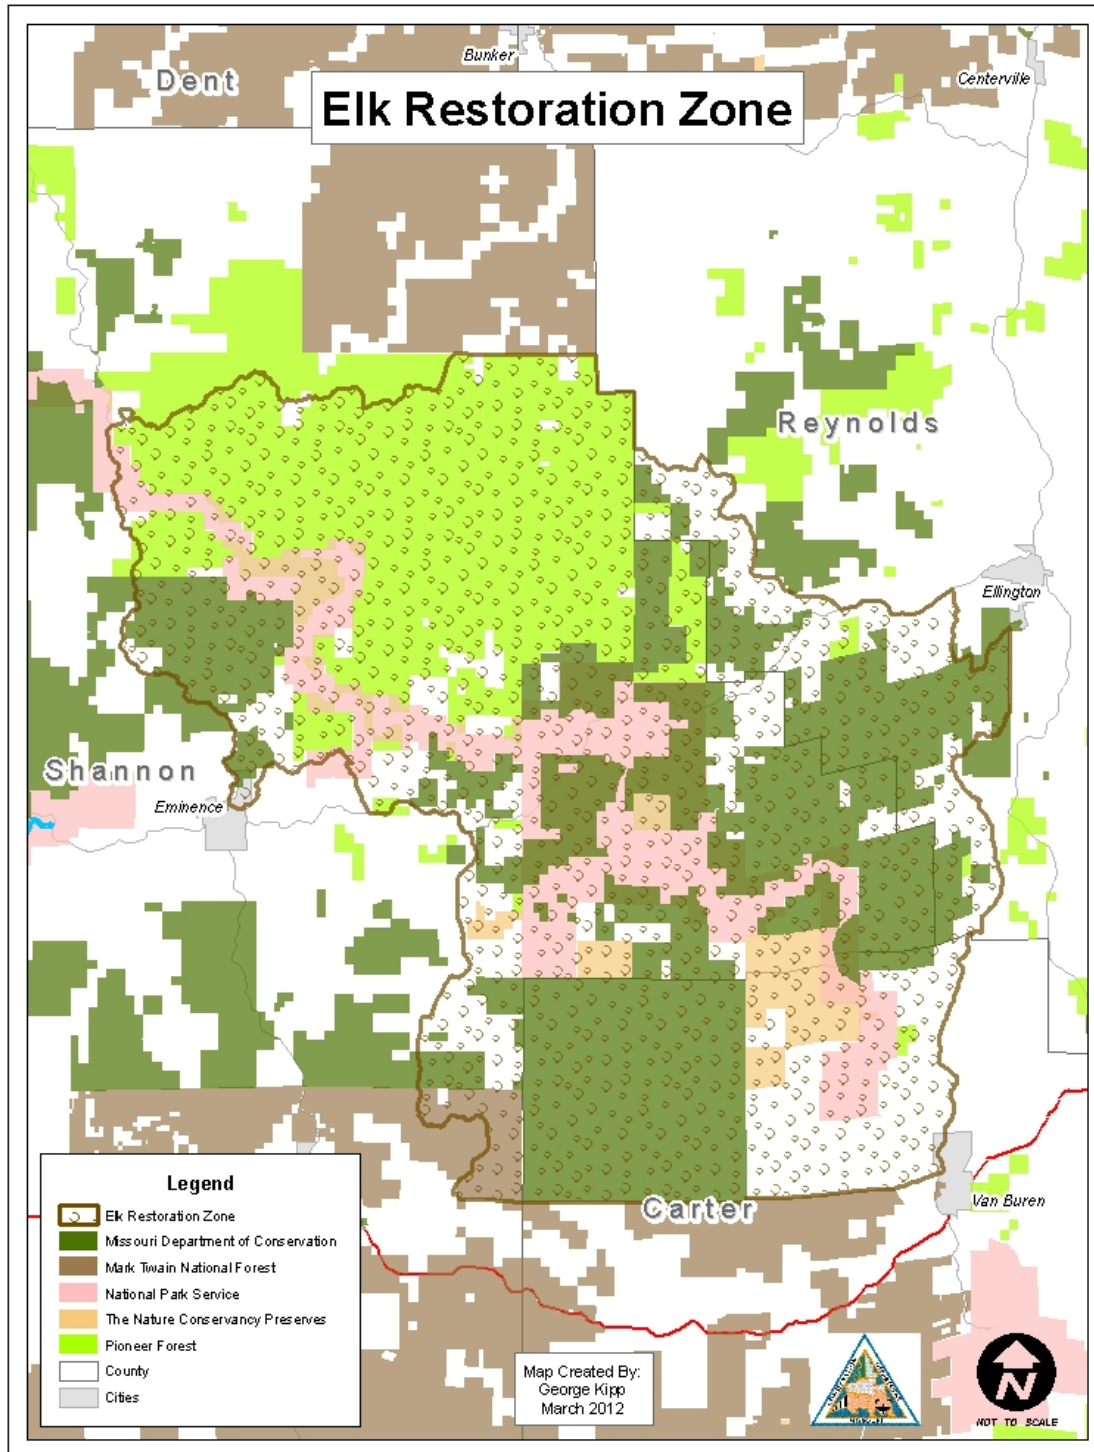 Bunker
Dent
Centerville
Elk Restoration Zone
Reynolds
Ellington
Shannon
Eminence
Legend
Elk Restoration Zone
Missouri Department of Conservation
Mark Twain National Forest
National Park Service
The Nature Conservancy Preserves
Pioneer Forest
County
Cities
Carter
Van Buren
Map Created By:
George Kipp
March 2012
N
NOT TO SCALE